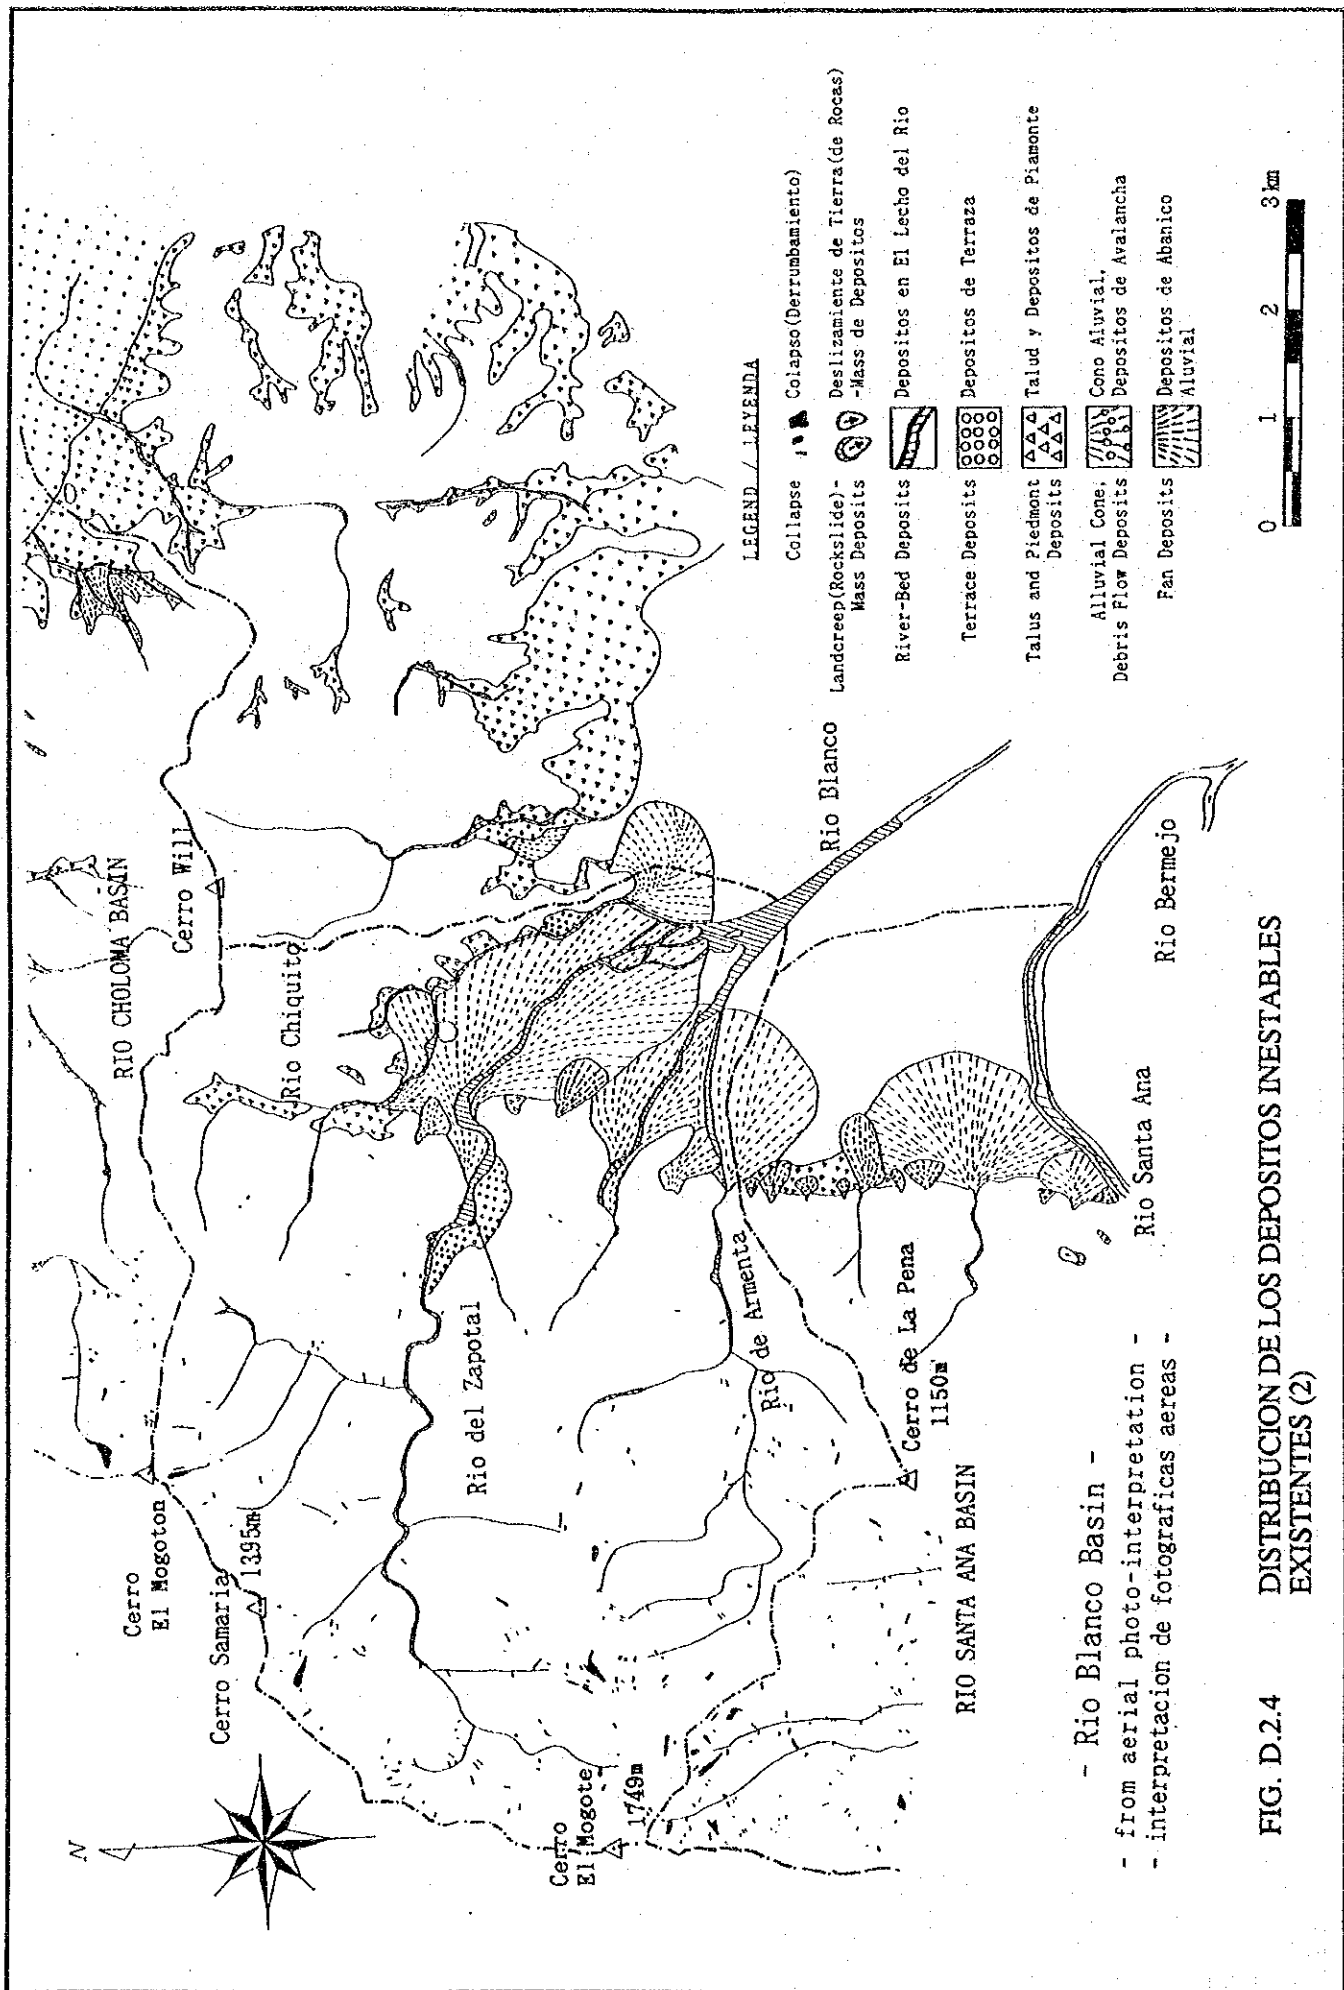 N
Cerro
El Mogoton
Cerro Samaria
1395m
RIO CHOLOMA BASIN
Cerro Will
Rio Chiquito
Rio del Zapotal
Cerro
El Mogote
1749m
Rio de Armenta
Cerro de La Pena
1150m
RIO SANTA ANA BASIN
Rio Blanco
Rio Santa Ana
Rio Bermejo
LEGEND / LEYENDA
Collapse Colapso(Derrumbamiento)
Landcreep(Rockslide)- Deslizamiente de Tierra(de Rocas)
Mass Deposits -Mass de Depositos
River-Bed Deposits Depositos en El Lecho del Rio
Terrace Deposits Depositos de Terraza
Talus and Piedmont Talud y Depositos de Piamonte
Deposits
Alluvial Cone, Cono Aluvial,
Debris Flow Deposits Depositos de Avalancha
Fan Deposits Depositos de Abanico
Aluvial
0 1 2 3km
- Rio Blanco Basin -
- from aerial photo-interpretation -
- interpretacion de fotograficas aereas -
FIG. D.2.4 DISTRIBUCION DE LOS DEPOSITOS INESTABLES
EXISTENTES (2)